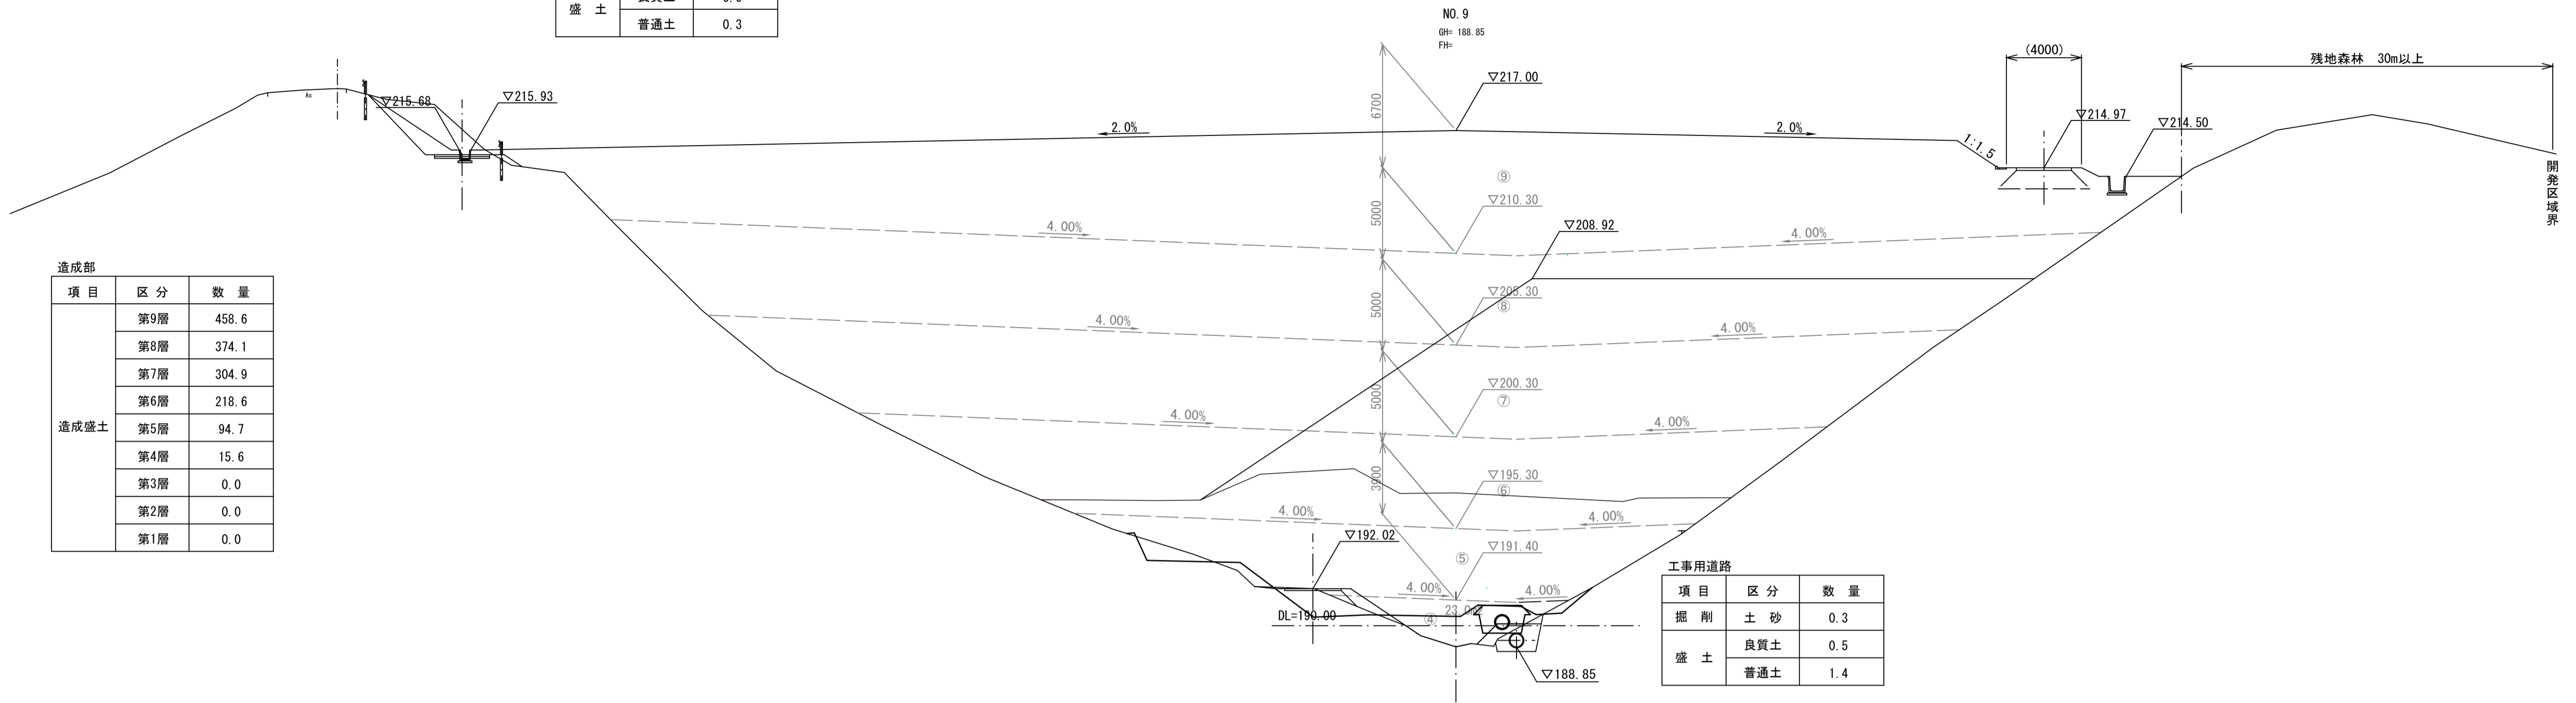 盛 土
普通土 0.3
NO.9
GH= 188.85
FH=
(4000)
残地森林 30m以上
開発区域界
As
▽215.68
▽215.93
▽217.00
▽214.97
▽214.50
2.0%
2.0%
1:1.5
6700
⑨
▽210.30
5000
4.00%
4.00%
▽208.92
▽205.30
⑧
5000
4.00%
4.00%
▽200.30
⑦
5000
4.00%
4.00%
▽195.30
⑥
3900
4.00%
4.00%
▽192.02
⑤
▽191.40
4.00%
4.00%
DL=190.00
④
▽188.85
造成部
項 目 区 分 数 量
造成盛土
第9層 458.6
第8層 374.1
第7層 304.9
第6層 218.6
第5層 94.7
第4層 15.6
第3層 0.0
第2層 0.0
第1層 0.0
工事用道路
項 目 区 分 数 量
掘 削 土 砂 0.3
盛 土
良質土 0.5
普通土 1.4